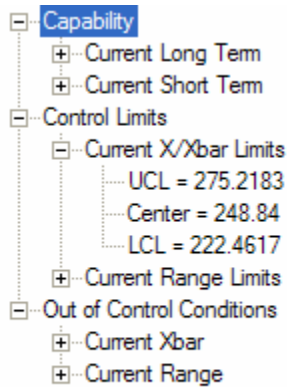 Capability
Current Long Term
Current Short Term
Control Limits
Current X/Xbar Limits
UCL = 275.2183
Center = 248.84
LCL = 222.4617
Current Range Limits
Out of Control Conditions
Current Xbar
Current Range